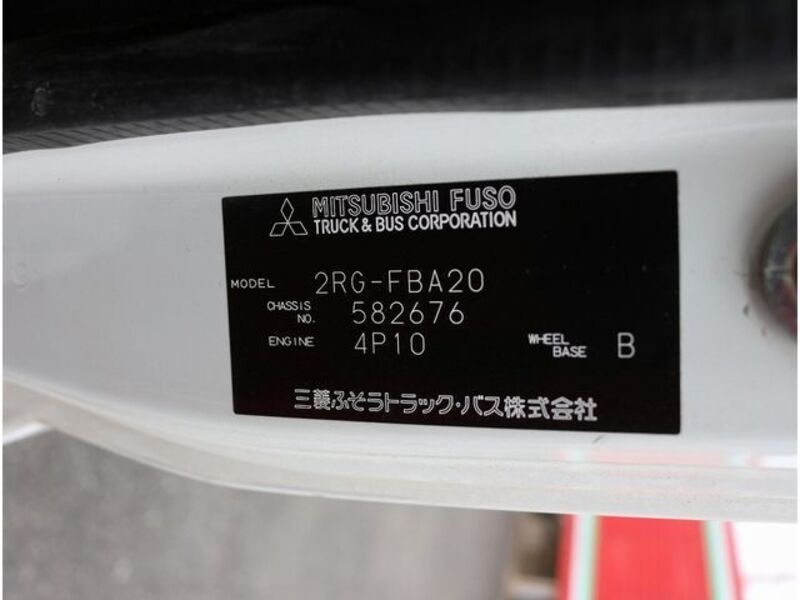 MITSUBISHI FUSO
TRUCK & BUS CORPORATION
MODEL 2RG-FBA20
CHASSIS NO. 582676
ENGINE 4P10 WHEEL BASE B
三菱ふそうトラック・バス株式会社